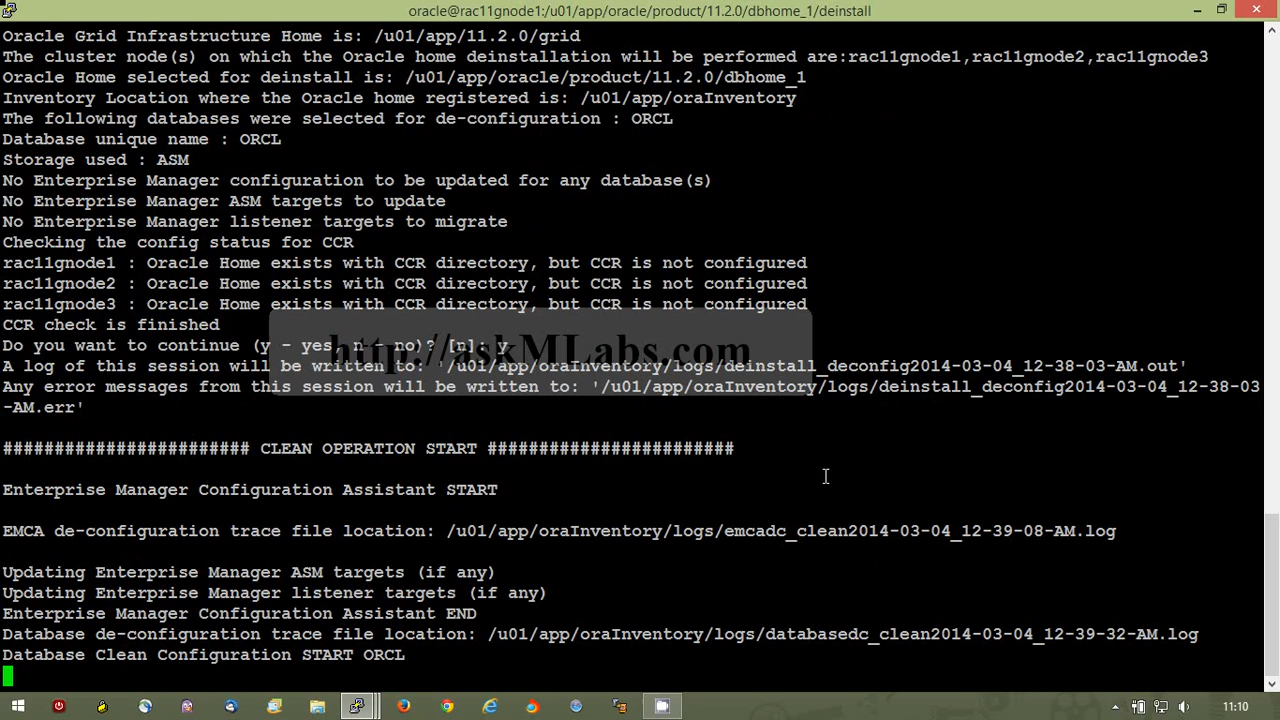 oracle@rac11gnode1:/u01/app/oracle/product/11.2.0/dbhome_1/deinstall
Oracle Grid Infrastructure Home is: /u01/app/11.2.0/grid
The cluster node(s) on which the Oracle home deinstallation will be performed are:rac11gnode1,rac11gnode2,rac11gnode3
Oracle Home selected for deinstall is: /u01/app/oracle/product/11.2.0/dbhome_1
Inventory Location where the Oracle home registered is: /u01/app/oraInventory
The following databases were selected for de-configuration : ORCL
Database unique name : ORCL
Storage used : ASM
No Enterprise Manager configuration to be updated for any database(s)
No Enterprise Manager ASM targets to update
No Enterprise Manager listener targets to migrate
Checking the config status for CCR
rac11gnode1 : Oracle Home exists with CCR directory, but CCR is not configured
rac11gnode2 : Oracle Home exists with CCR directory, but CCR is not configured
rac11gnode3 : Oracle Home exists with CCR directory, but CCR is not configured
CCR check is finished
Do you want to continue (y - yes, n - no)? [n]: y
http://askMLabs.com
A log of this session will be written to: '/u01/app/oraInventory/logs/deinstall_deconfig2014-03-04_12-38-03-AM.out'
Any error messages from this session will be written to: '/u01/app/oraInventory/logs/deinstall_deconfig2014-03-04_12-38-03
-AM.err'
######################## CLEAN OPERATION START ########################
Enterprise Manager Configuration Assistant START
EMCA de-configuration trace file location: /u01/app/oraInventory/logs/emcadc_clean2014-03-04_12-39-08-AM.log
Updating Enterprise Manager ASM targets (if any)
Updating Enterprise Manager listener targets (if any)
Enterprise Manager Configuration Assistant END
Database de-configuration trace file location: /u01/app/oraInventory/logs/databasedc_clean2014-03-04_12-39-32-AM.log
Database Clean Configuration START ORCL
11:10